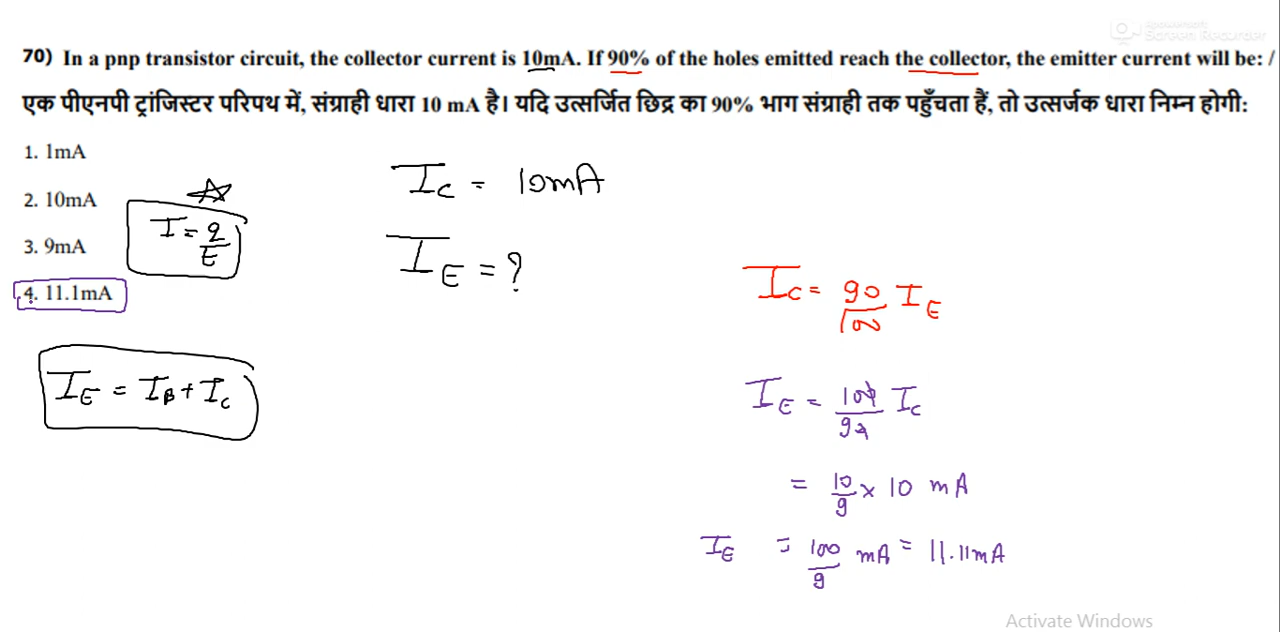 Apowersoft
Screen Recorder
70) In a pnp transistor circuit, the collector current is 10mA. If 90% of the holes emitted reach the collector, the emitter current will be: /
एक पीएनपी ट्रांजिस्टर परिपथ में, संग्राही धारा 10 mA है। यदि उत्सर्जित छिद्र का 90% भाग संग्राही तक पहुँचता हैं, तो उत्सर्जक धारा निम्न होगी:
1. 1mA
2. 10mA
3. 9mA
4. 11.1mA
I = q/t
I_E = I_B + I_C
I_C = 10mA
I_E = ?
I_C = 90/100 I_E
I_E = 100/90 I_C
= 10/9 × 10 mA
I_E = 100/9 mA = 11.11mA
Activate Windows